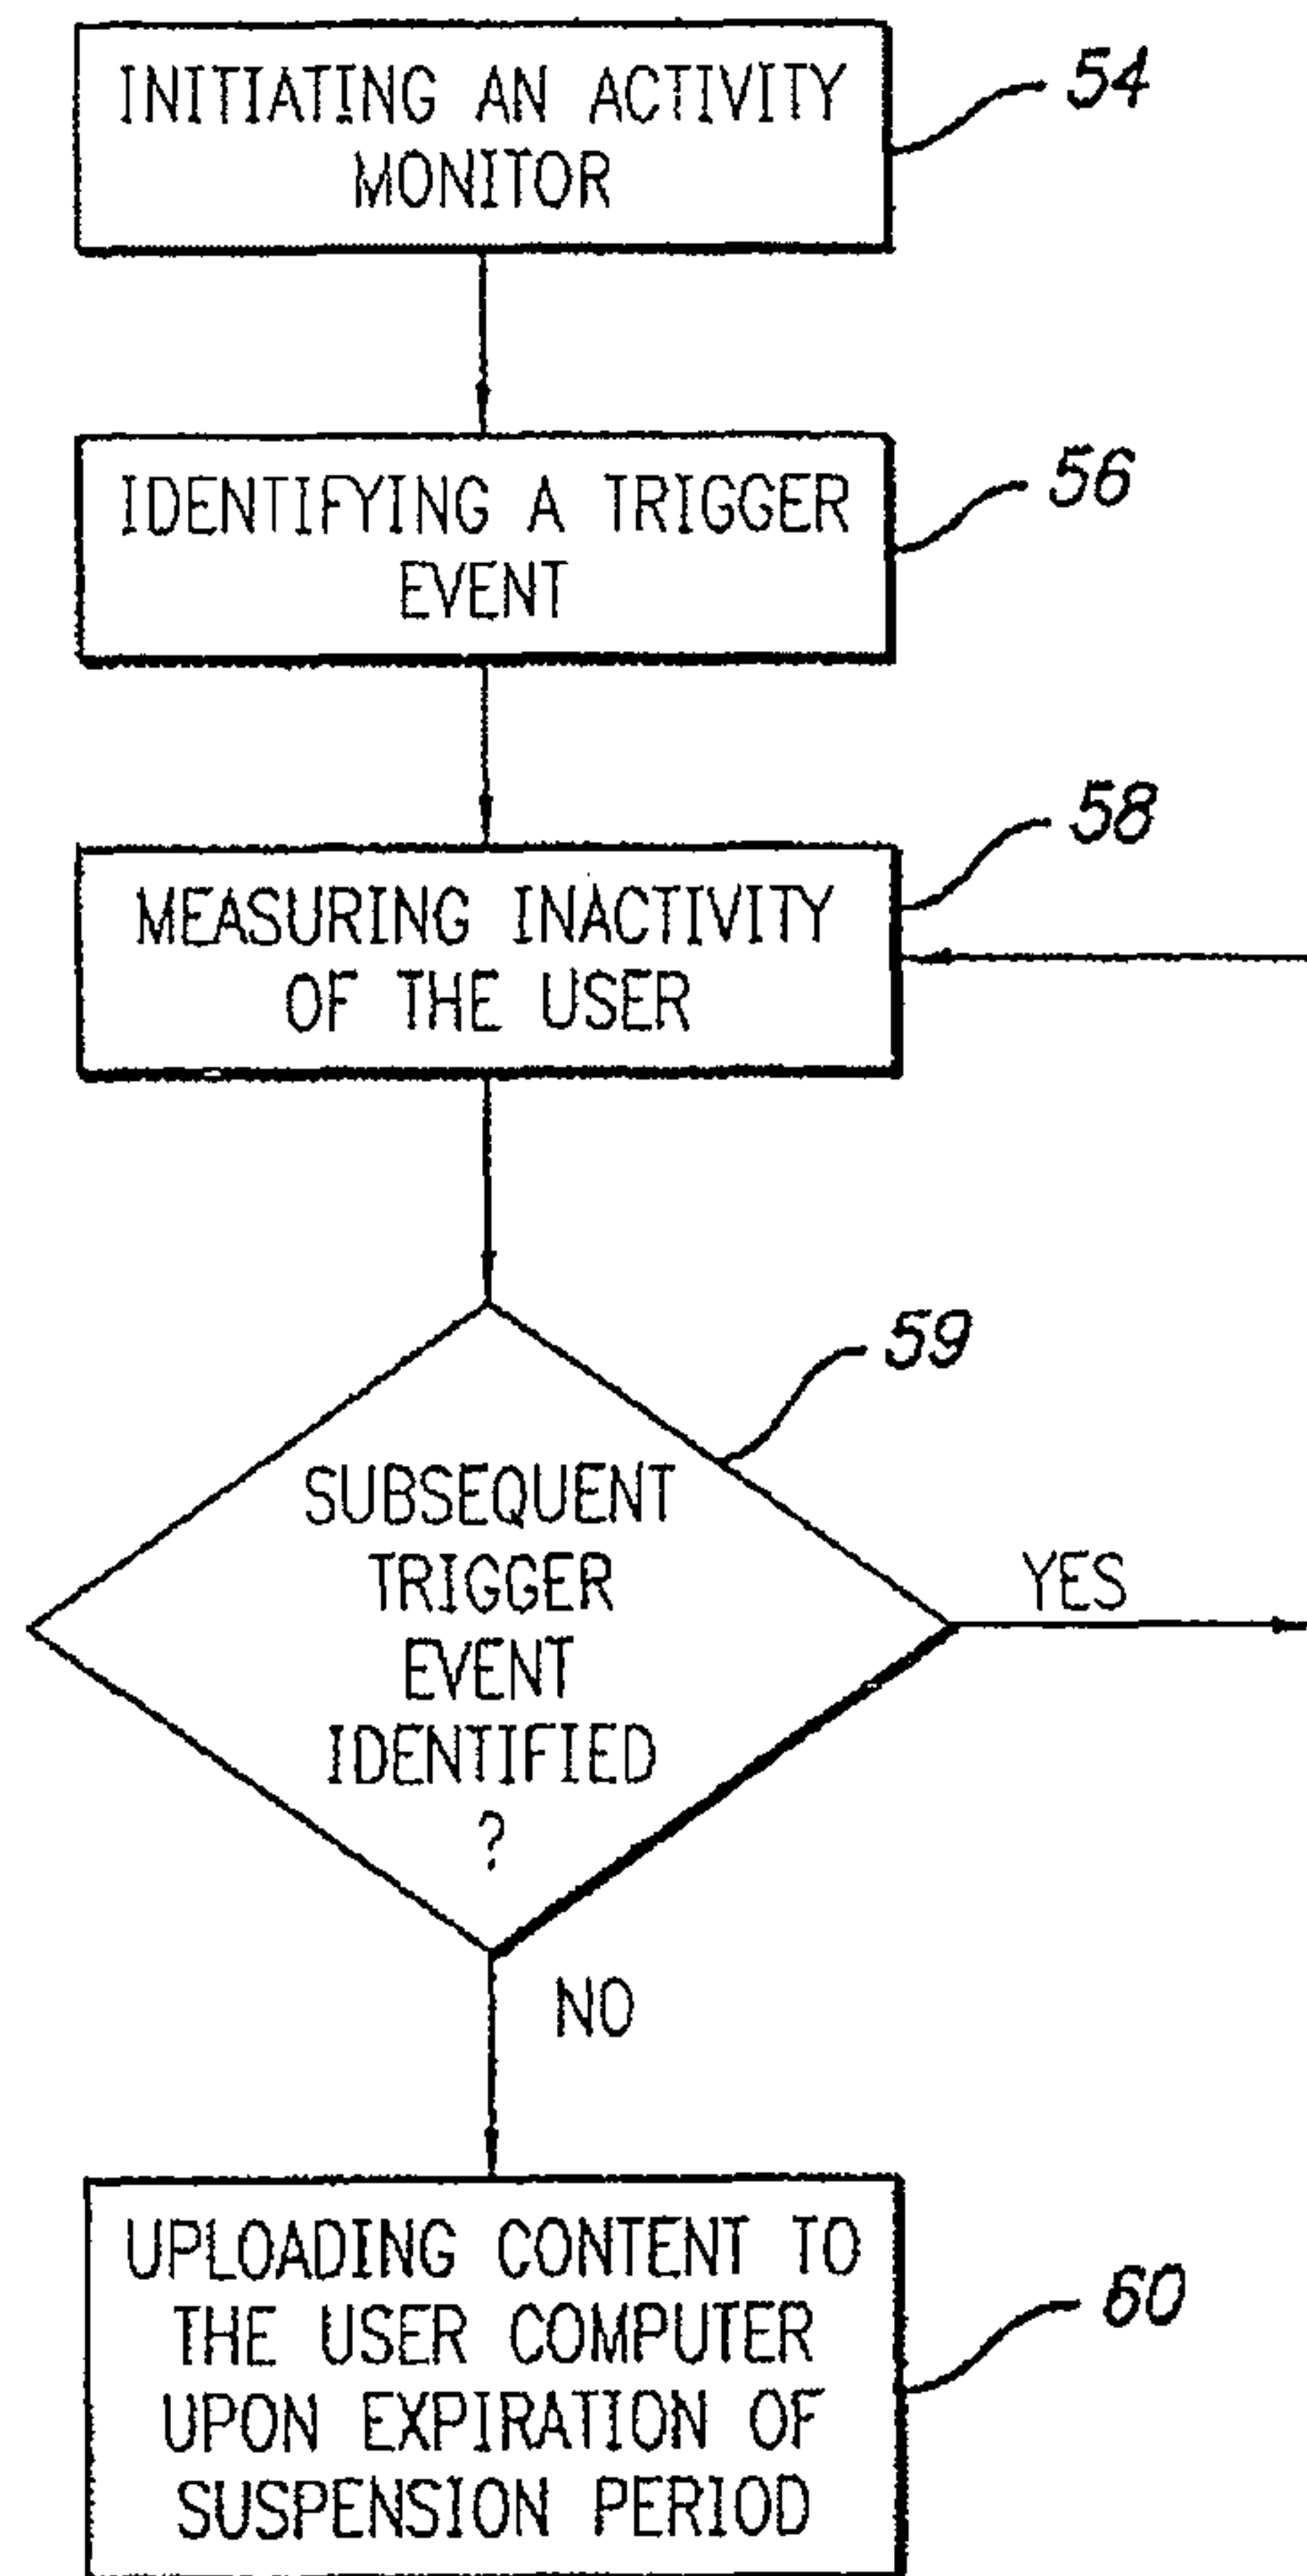 INITIATING AN ACTIVITY
MONITOR
54
IDENTIFYING A TRIGGER
EVENT
56
MEASURING INACTIVITY
OF THE USER
58
SUBSEQUENT
TRIGGER
EVENT
IDENTIFIED
?
59
YES
NO
UPLOADING CONTENT TO
THE USER COMPUTER
UPON EXPIRATION OF
SUSPENSION PERIOD
60